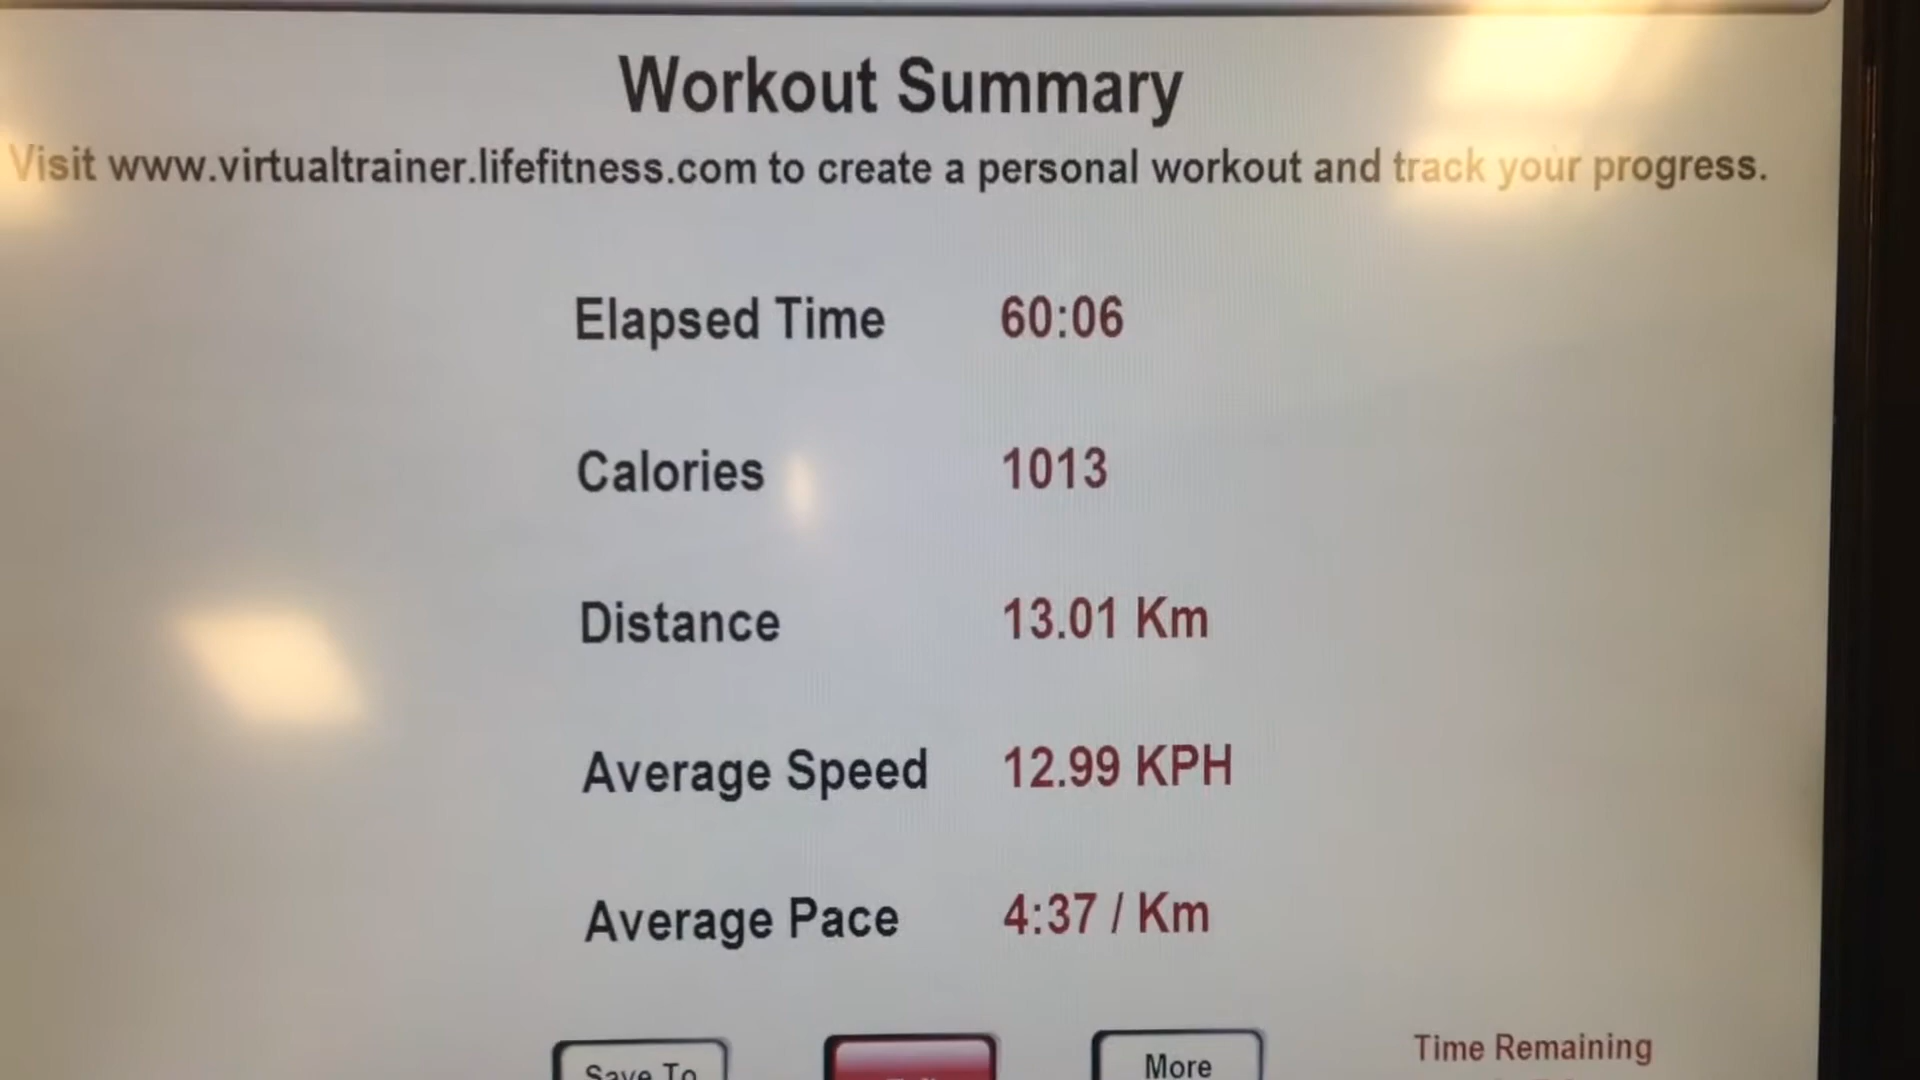 Workout Summary
Visit www.virtualtrainer.lifefitness.com to create a personal workout and track your progress.
Elapsed Time 60:06
Calories 1013
Distance 13.01 Km
Average Speed 12.99 KPH
Average Pace 4:37 / Km
Save To
More
Time Remaining